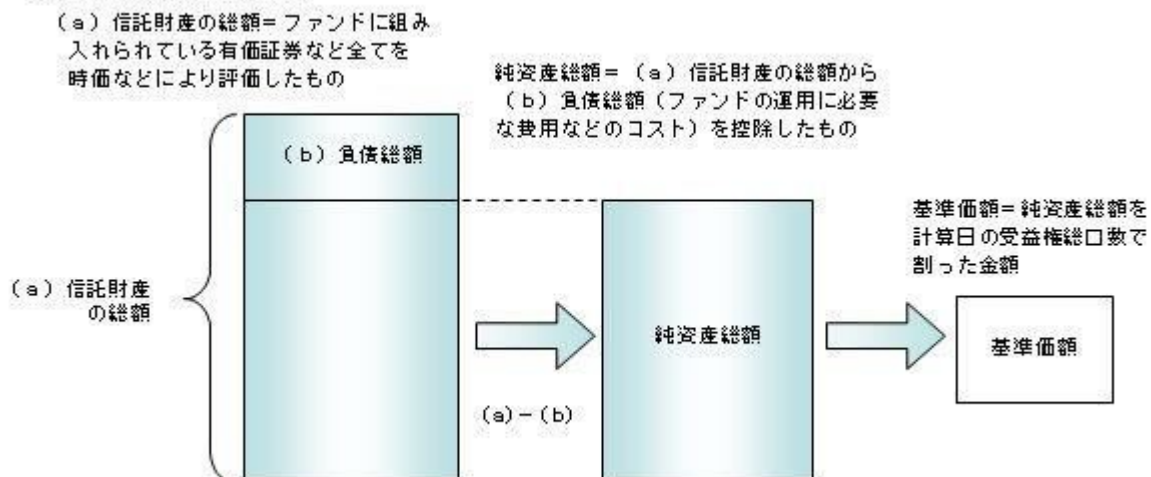 (a)信託財産の総額=ファンドに組み
入れられている有価証券など全てを
時価などにより評価したもの
純資産総額=(a)信託財産の総額から
(b)負債総額(ファンドの運用に必要
な費用などのコスト)を控除したもの
(b)負債総額
基準価額=純資産総額を
計算日の受益権総口数で
割った金額
(a)信託財産
の総額
純資産総額
基準価額
(a)-(b)